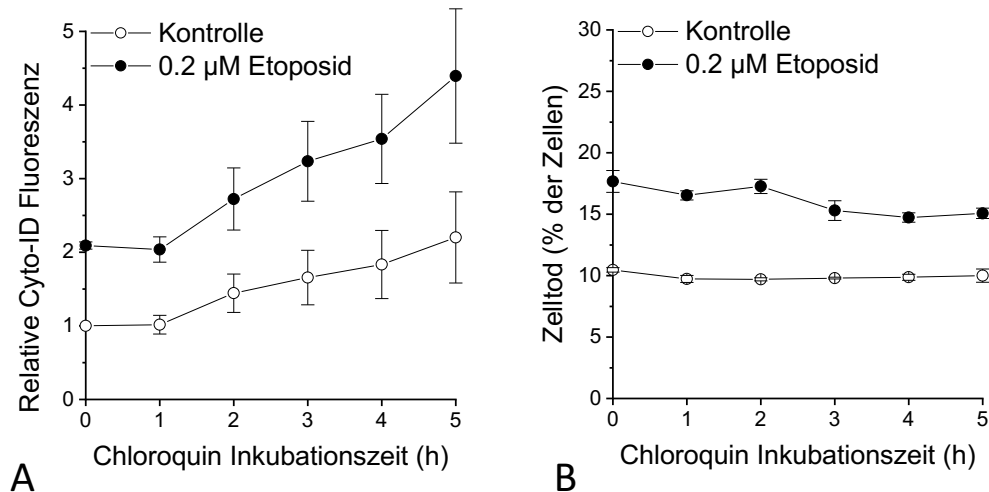 Kontrolle
0.2 µM Etoposid
Relative Cyto-ID Fluoreszenz
5
4
3
2
1
0
0 1 2 3 4 5
Chloroquin Inkubationszeit (h)
A
Kontrolle
0.2 µM Etoposid
Zelltod (% der Zellen)
30
25
20
15
10
5
0
0 1 2 3 4 5
Chloroquin Inkubationszeit (h)
B